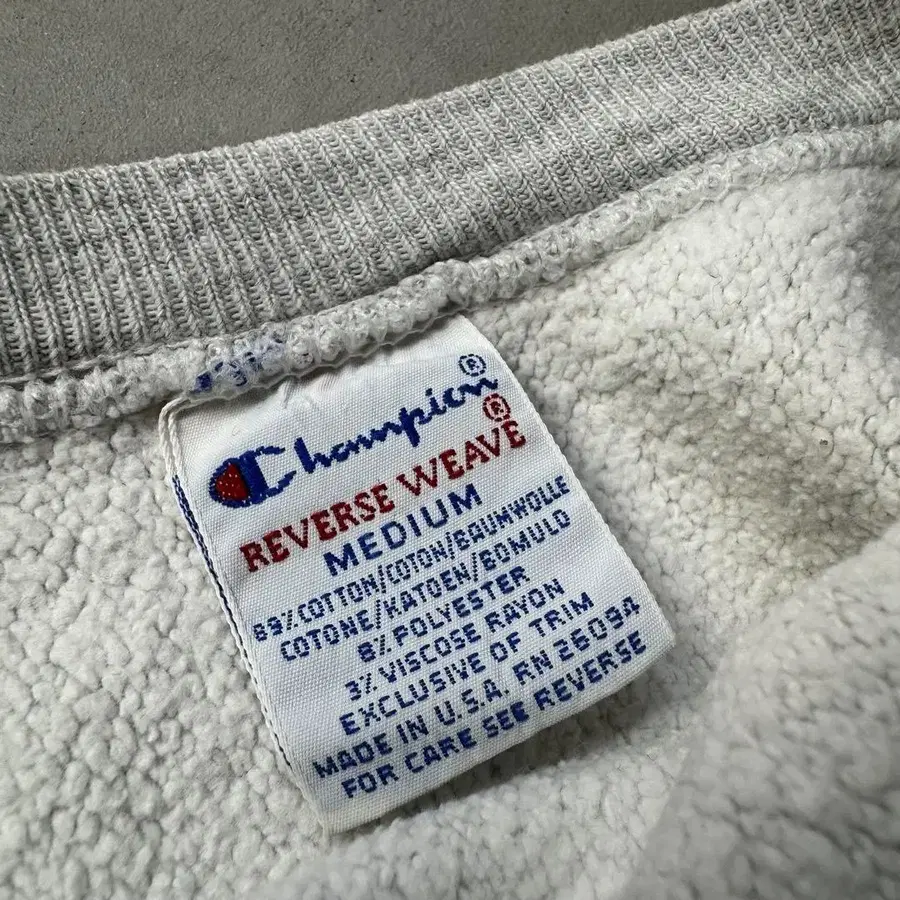 Champion®
REVERSE WEAVE®
MEDIUM
89% COTTON/COTON/BAUMWOLLE
COTONE/KATOEN/BOMULD
8% POLYESTER
3% VISCOSE RAYON
EXCLUSIVE OF TRIM
MADE IN U.S.A. RN 26094
FOR CARE SEE REVERSE